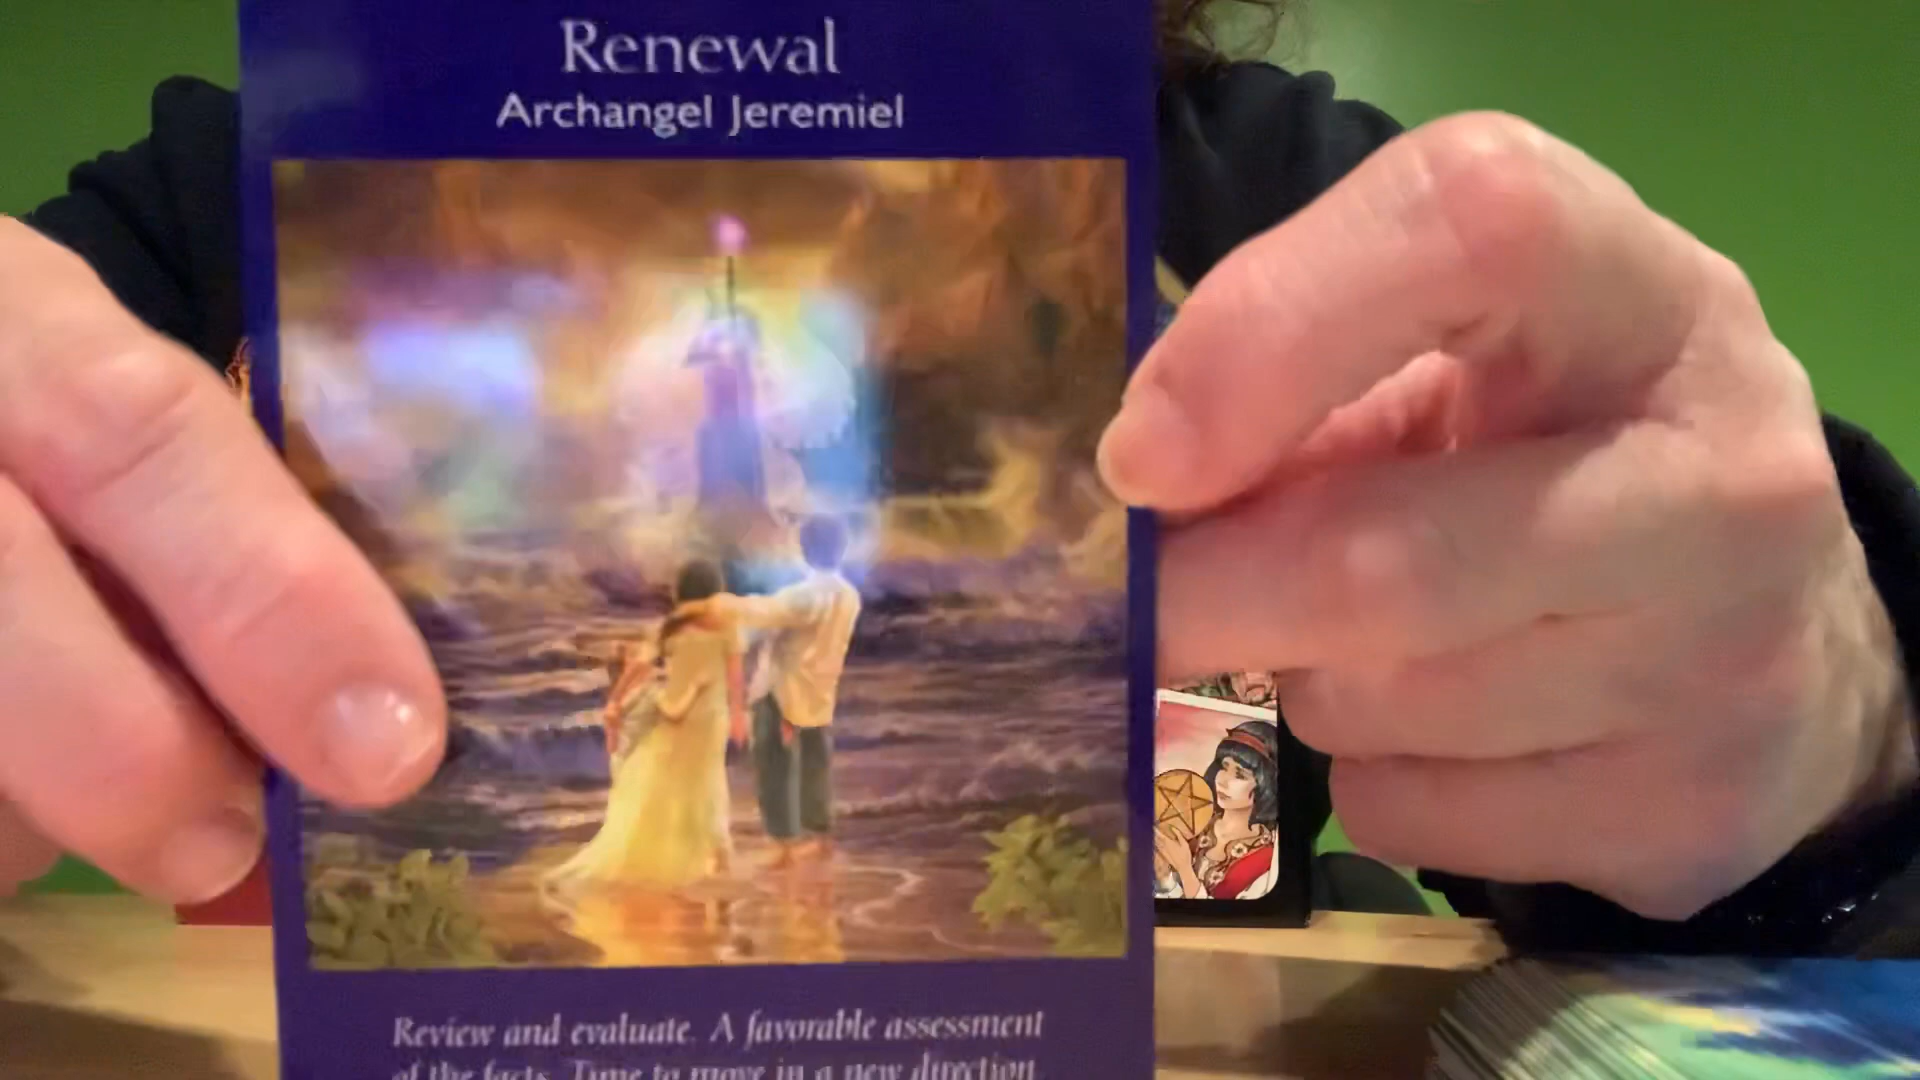 Renewal
Archangel Jeremiel
Review and evaluate. A favorable assessment
of the facts. Time to move in a new direction.